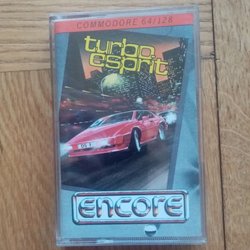 COMMODORE 64/128
turbo
esprit
encore